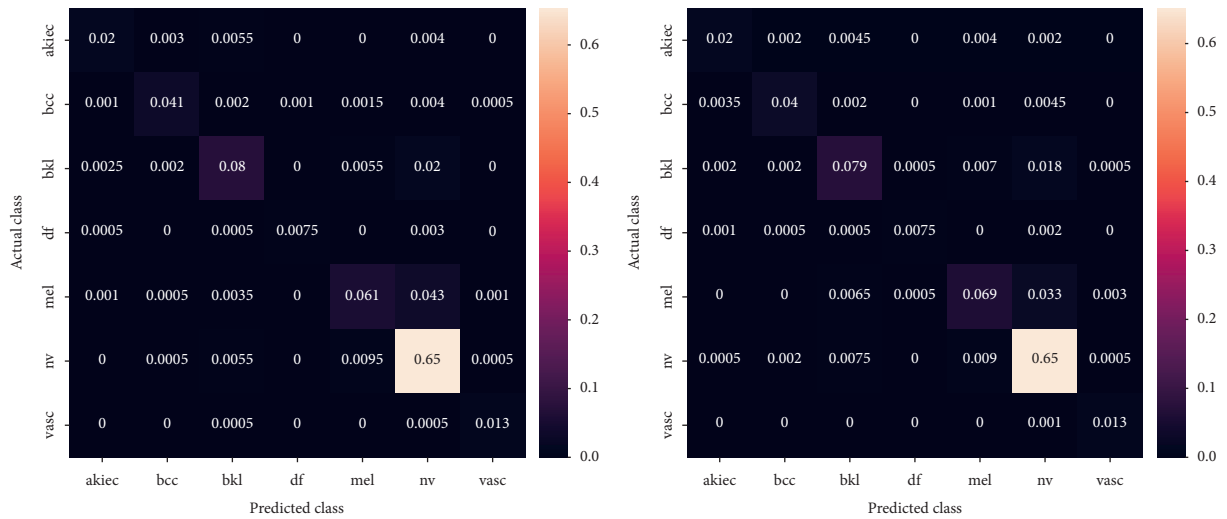 akiec 0.02 0.003 0.0055 0 0 0.004 0
bcc 0.001 0.041 0.002 0.001 0.0015 0.004 0.0005
bkl 0.0025 0.002 0.08 0 0.0055 0.02 0
df 0.0005 0 0.0005 0.0075 0 0.003 0
mel 0.001 0.0005 0.0035 0 0.061 0.043 0.001
nv 0 0.0005 0.0055 0 0.0095 0.65 0.0005
vasc 0 0 0.0005 0 0 0.0005 0.013
akiec bcc bkl df mel nv vasc
Predicted class
Actual class
0.6
0.5
0.4
0.3
0.2
0.1
0.0
akiec 0.02 0.002 0.0045 0 0.004 0.002 0
bcc 0.0035 0.04 0.002 0 0.001 0.0045 0
bkl 0.002 0.002 0.079 0.0005 0.007 0.018 0.0005
df 0.001 0.0005 0.0005 0.0075 0 0.002 0
mel 0 0 0.0065 0.0005 0.069 0.033 0.003
nv 0.0005 0.002 0.0075 0 0.009 0.65 0.0005
vasc 0 0 0 0 0 0.001 0.013
akiec bcc bkl df mel nv vasc
Predicted class
Actual class
0.6
0.5
0.4
0.3
0.2
0.1
0.0